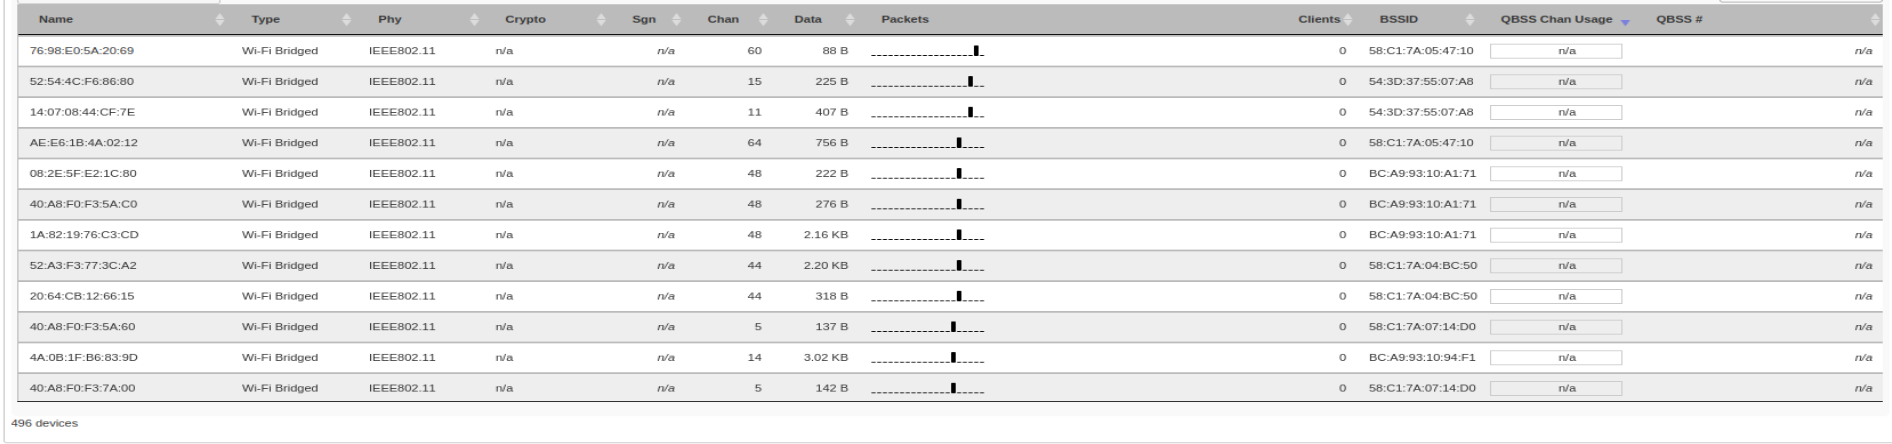 Name Type Phy Crypto Sgn Chan Data Packets Clients BSSID QBSS Chan Usage QBSS #
76:98:E0:5A:20:69 Wi-Fi Bridged IEEE802.11 n/a n/a 60 88 B 0 58:C1:7A:05:47:10 n/a n/a
52:54:4C:F6:86:80 Wi-Fi Bridged IEEE802.11 n/a n/a 15 225 B 0 54:3D:37:55:07:A8 n/a n/a
14:07:08:44:CF:7E Wi-Fi Bridged IEEE802.11 n/a n/a 11 407 B 0 54:3D:37:55:07:A8 n/a n/a
AE:E6:1B:4A:02:12 Wi-Fi Bridged IEEE802.11 n/a n/a 64 756 B 0 58:C1:7A:05:47:10 n/a n/a
08:2E:5F:E2:1C:80 Wi-Fi Bridged IEEE802.11 n/a n/a 48 222 B 0 BC:A9:93:10:A1:71 n/a n/a
40:A8:F0:F3:5A:C0 Wi-Fi Bridged IEEE802.11 n/a n/a 48 276 B 0 BC:A9:93:10:A1:71 n/a n/a
1A:82:19:76:C3:CD Wi-Fi Bridged IEEE802.11 n/a n/a 48 2.16 KB 0 BC:A9:93:10:A1:71 n/a n/a
52:A3:F3:77:3C:A2 Wi-Fi Bridged IEEE802.11 n/a n/a 44 2.20 KB 0 58:C1:7A:04:BC:50 n/a n/a
20:64:CB:12:66:15 Wi-Fi Bridged IEEE802.11 n/a n/a 44 318 B 0 58:C1:7A:04:BC:50 n/a n/a
40:A8:F0:F3:5A:60 Wi-Fi Bridged IEEE802.11 n/a n/a 5 137 B 0 58:C1:7A:07:14:D0 n/a n/a
4A:0B:1F:B6:83:9D Wi-Fi Bridged IEEE802.11 n/a n/a 14 3.02 KB 0 BC:A9:93:10:94:F1 n/a n/a
40:A8:F0:F3:7A:00 Wi-Fi Bridged IEEE802.11 n/a n/a 5 142 B 0 58:C1:7A:07:14:D0 n/a n/a
496 devices